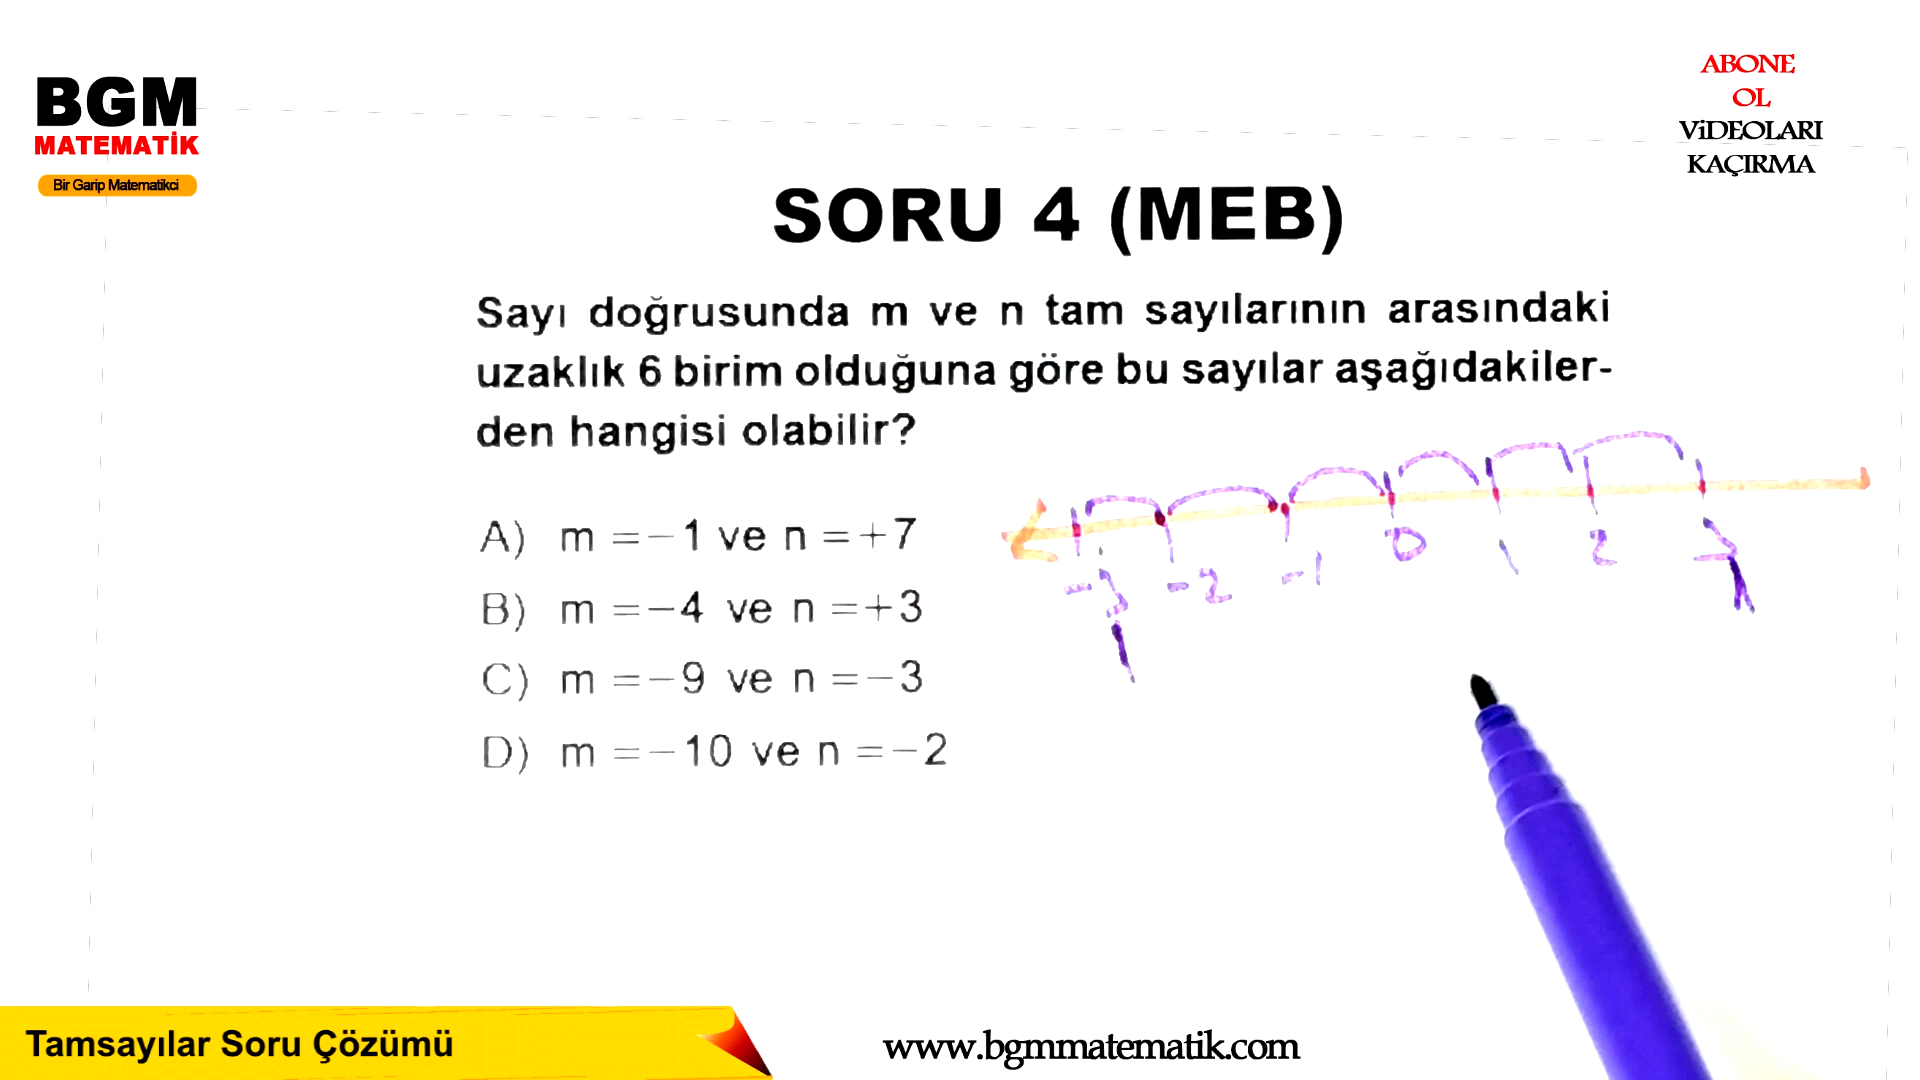 BGM
MATEMATİK
Bir Garip Matematikci
ABONE
OL
ViDEOLARI
KAÇIRMA
SORU 4 (MEB)
Sayı doğrusunda m ve n tam sayılarının arasındaki
uzaklık 6 birim olduğuna göre bu sayılar aşağıdakiler-
den hangisi olabilir?
A) m =−1 ve n =+7
B) m =−4 ve n =+3
C) m =−9 ve n =−3
D) m =−10 ve n =−2
-3 -2 -1 0 1 2
Tamsayılar Soru Çözümü
www.bgmmatematik.com